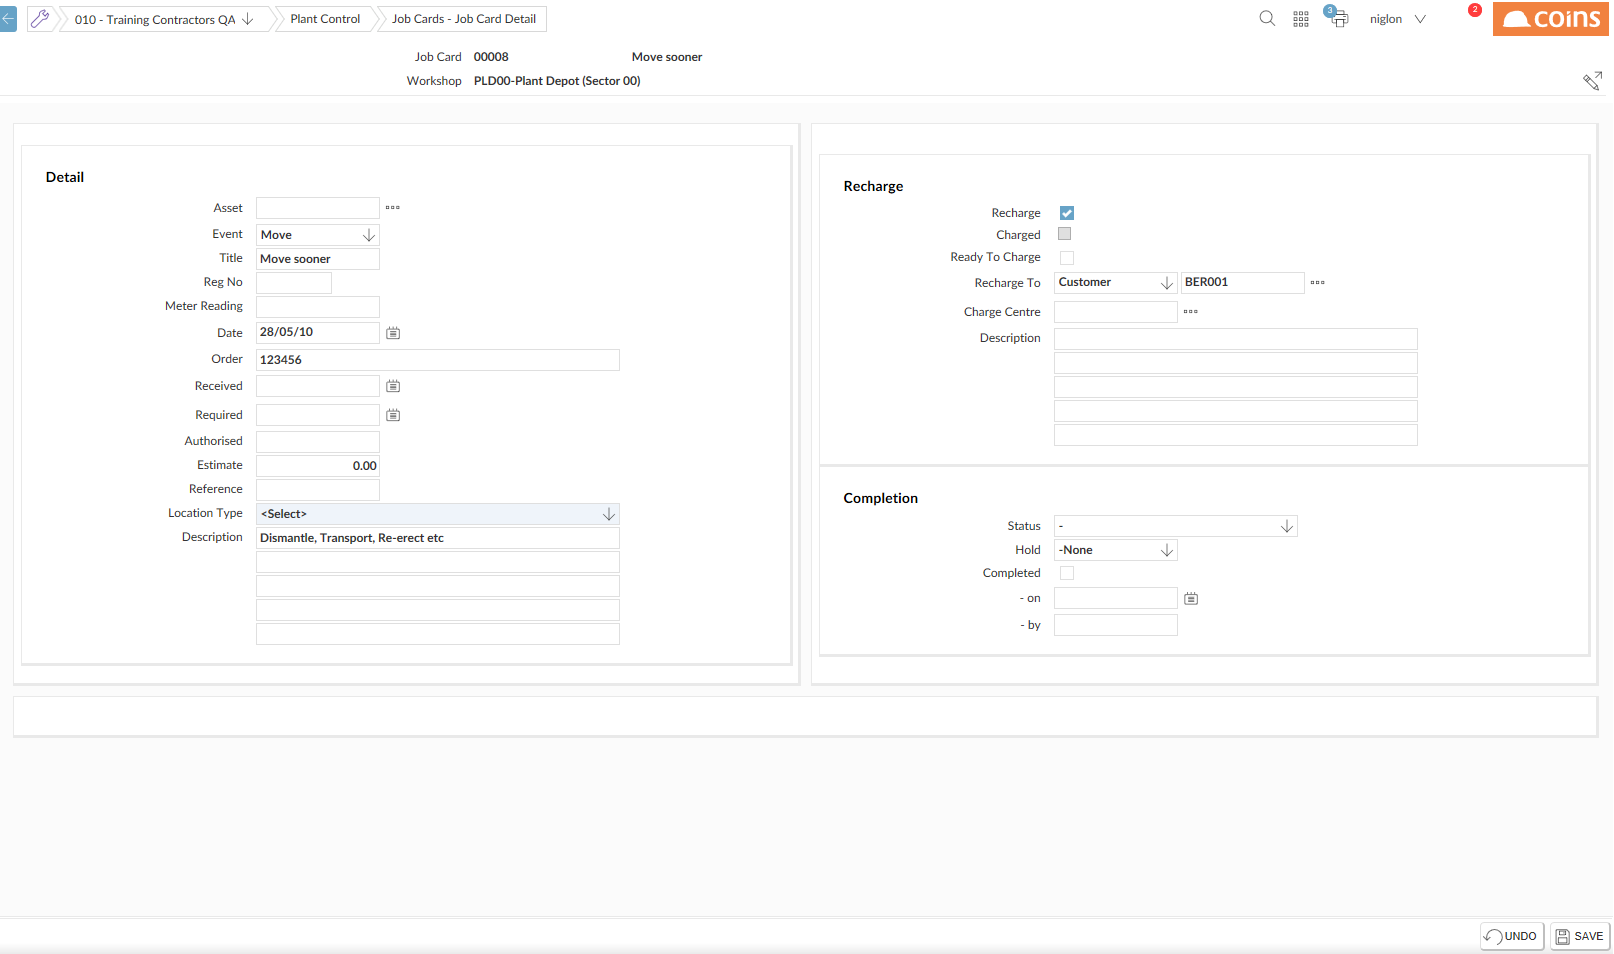 010 - Training Contractors QA
Plant Control
Job Cards - Job Card Detail
3
niglon
2
coins
Job Card 00008 Move sooner
Workshop PLD00-Plant Depot (Sector 00)
Detail
Asset
Event Move
Title Move sooner
Reg No
Meter Reading
Date 28/05/10
Order 123456
Received
Required
Authorised
Estimate 0.00
Reference
Location Type <Select>
Description Dismantle, Transport, Re-erect etc
Recharge
Recharge
Charged
Ready To Charge
Recharge To Customer BER001
Charge Centre
Description
Completion
Status -
Hold -None
Completed
- on
- by
UNDO
SAVE